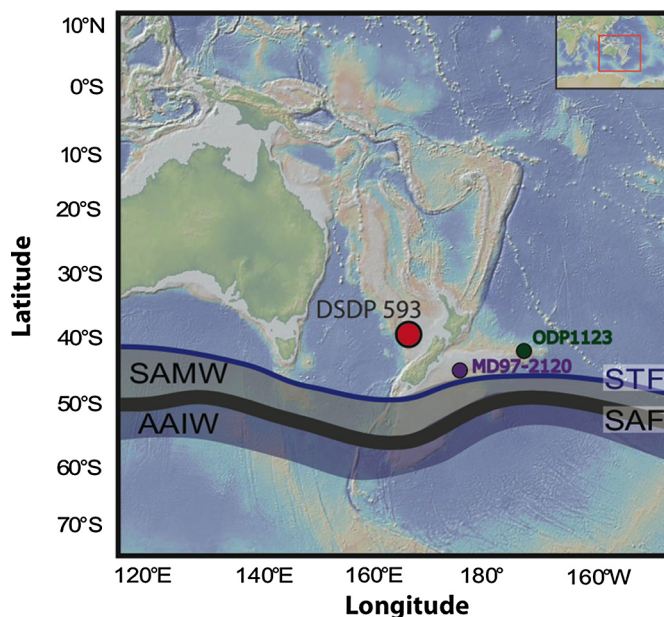 10°N
0°S
10°S
20°S
30°S
40°S
50°S
60°S
70°S
Latitude
DSDP 593
ODP1123
MD97-2120
STF
SAMW
SAF
AAIW
120°E
140°E
160°E
180°
160°W
Longitude